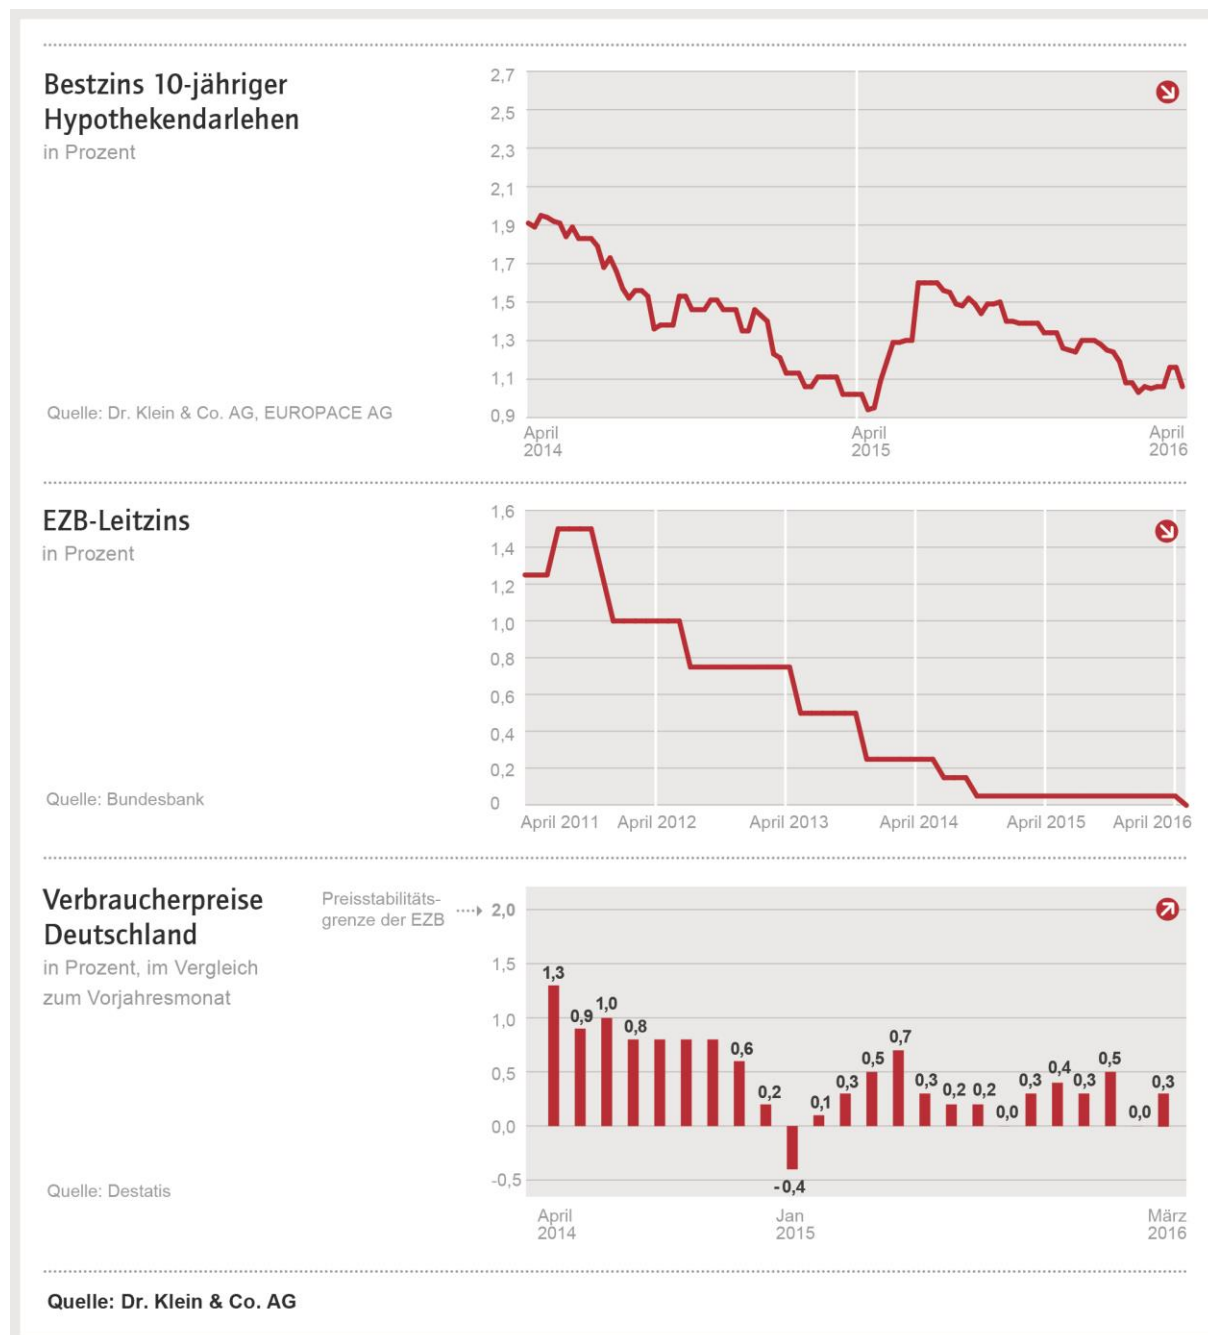 Bestzins 10-jähriger
Hypothekendarlehen
in Prozent
Quelle: Dr. Klein & Co. AG, EUROPACE AG
2,7
2,5
2,3
2,1
1,9
1,7
1,5
1,3
1,1
0,9
April
2014
April
2015
April
2016
EZB-Leitzins
in Prozent
Quelle: Bundesbank
1,6
1,4
1,2
1,0
0,8
0,6
0,4
0,2
0
April 2011 April 2012 April 2013 April 2014 April 2015 April 2016
Verbraucherpreise
Deutschland
in Prozent, im Vergleich
zum Vorjahresmonat
Preisstabilitäts-
grenze der EZB
Quelle: Destatis
2,0
1,5
1,0
0,5
0,0
-0,5
1,3
0,9
1,0
0,8
0,6
0,2
-0,4
0,1
0,3
0,5
0,7
0,3
0,2
0,2
0,0
0,3
0,4
0,3
0,5
0,0
0,3
April
2014
Jan
2015
März
2016
Quelle: Dr. Klein & Co. AG